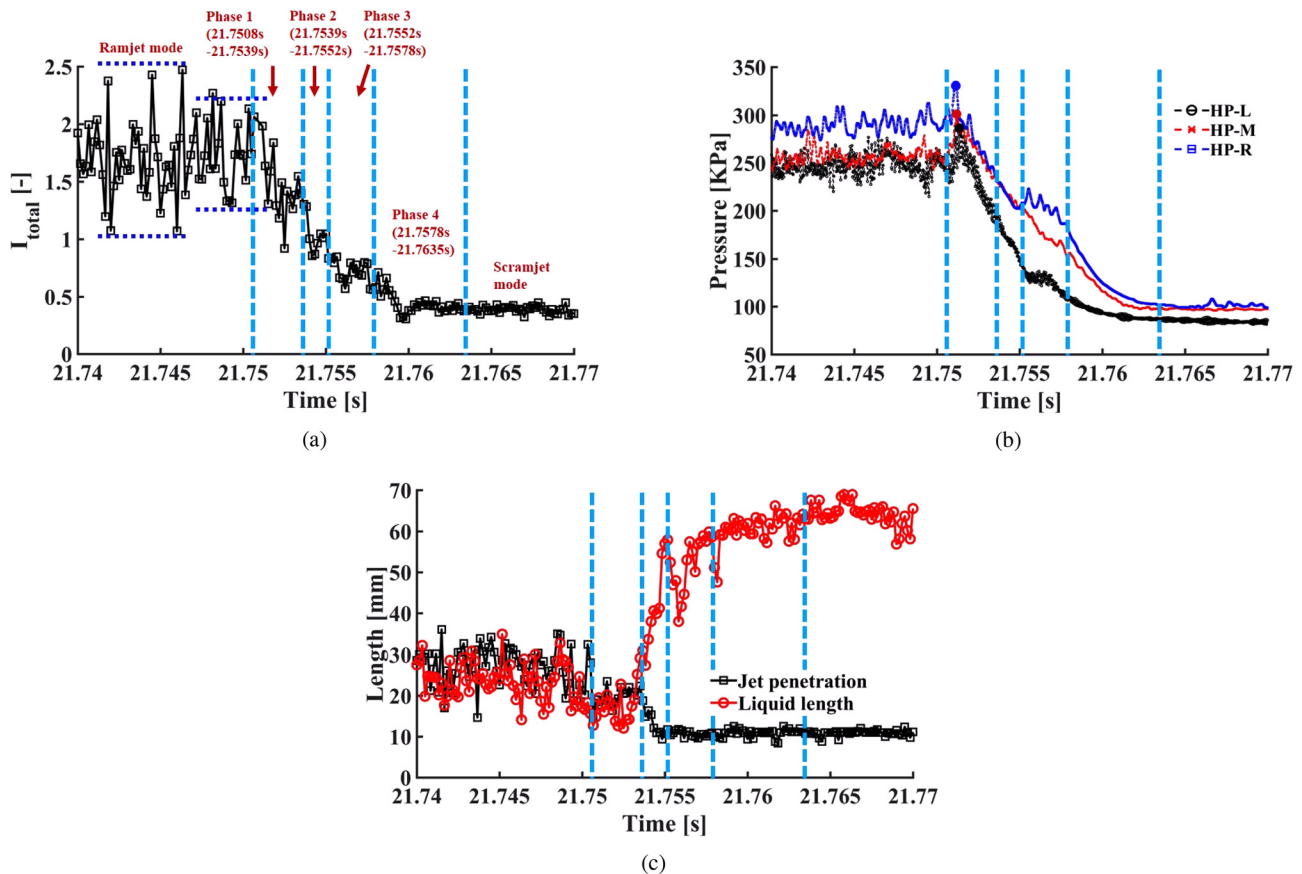 Phase 1
(21.7508s
-21.7539s)
Phase 2
(21.7539s
-21.7552s)
Phase 3
(21.7552s
-21.7578s)
Ramjet mode
Phase 4
(21.7578s
-21.7635s)
Scramjet
mode
2.5
2
1.5
1
0.5
0
I_total [-]
21.74 21.745 21.75 21.755 21.76 21.765 21.77
Time [s]
(a)
350
300
250
200
150
100
50
Pressure [KPa]
HP-L
HP-M
HP-R
21.74 21.745 21.75 21.755 21.76 21.765 21.77
Time [s]
(b)
70
60
50
40
30
20
10
0
Length [mm]
Jet penetration
Liquid length
21.74 21.745 21.75 21.755 21.76 21.765 21.77
Time [s]
(c)